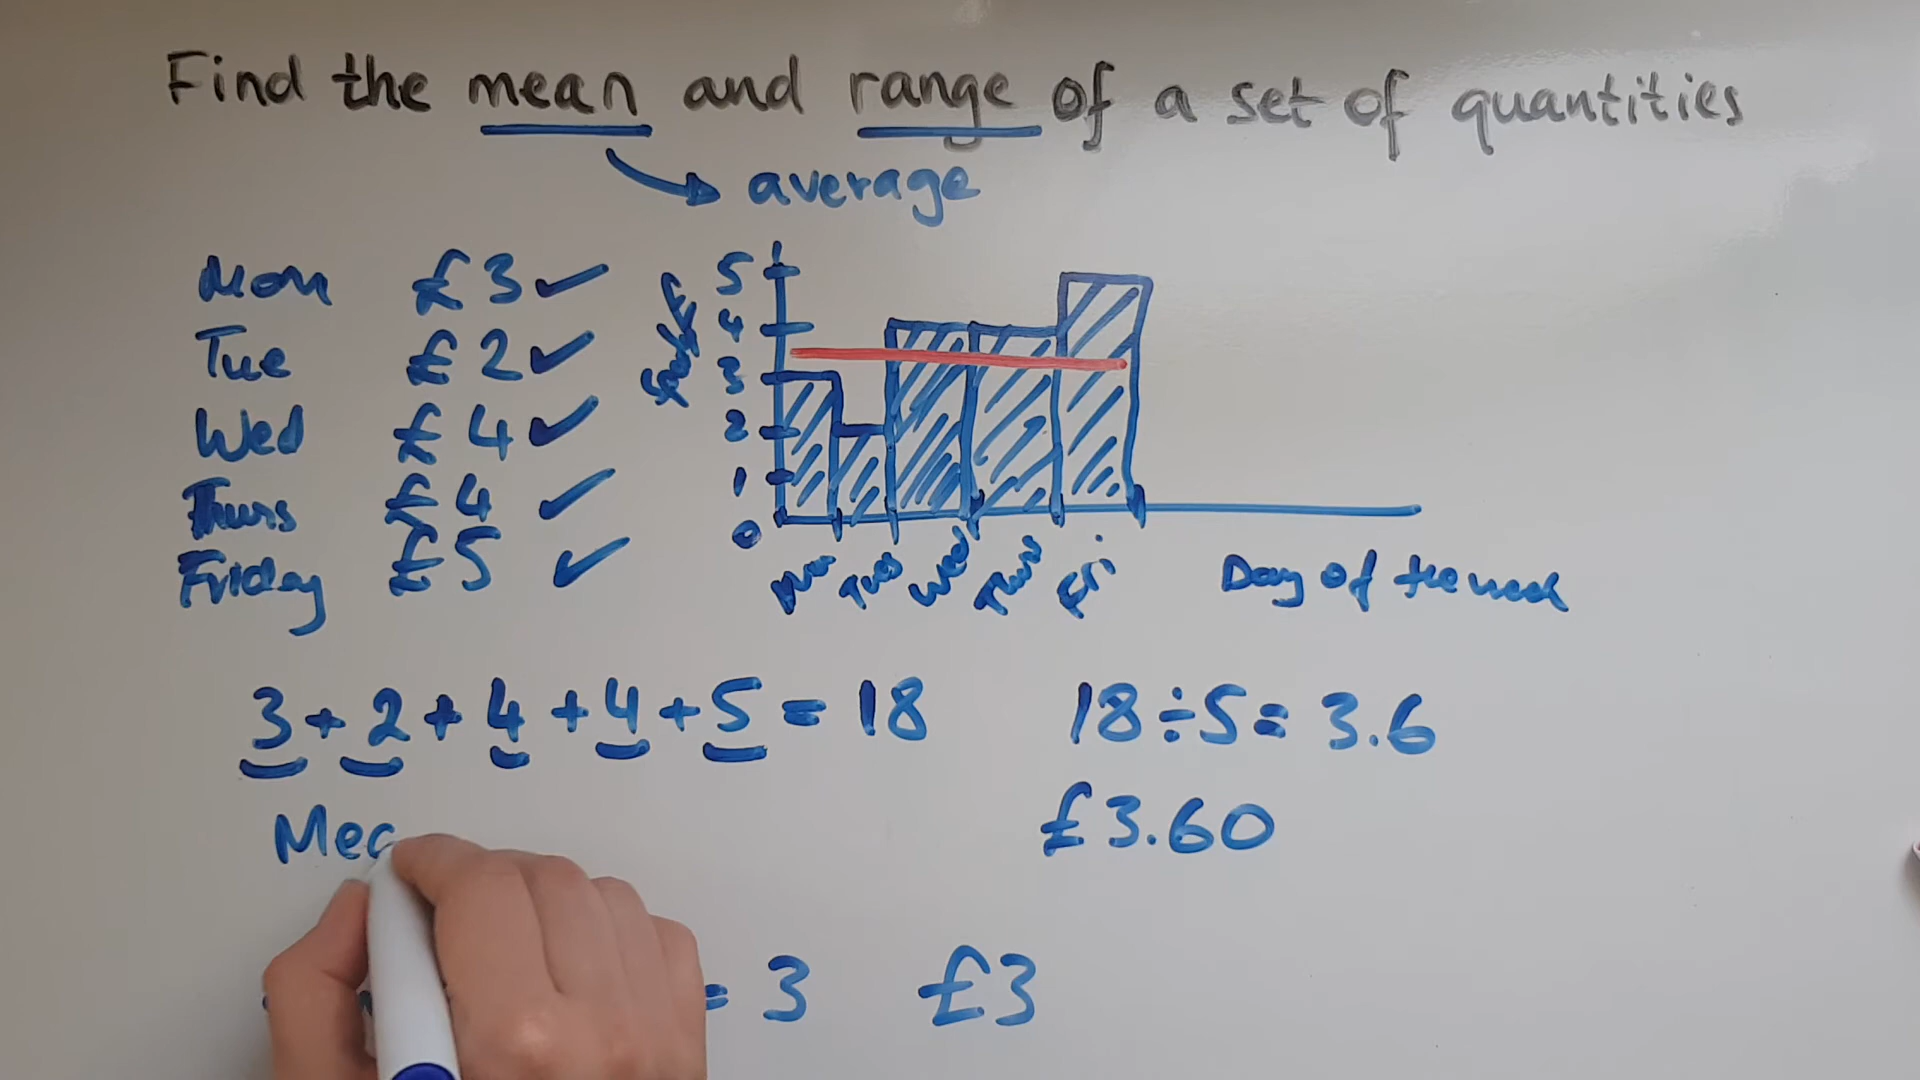 Find the mean and range of a set of quantities
average
Mon £3 ✓
Tue £2 ✓
Wed £4 ✓
Thurs £4 ✓
Friday £5 ✓
5
4
3
2
1
0
Mon Tues Wed Thurs Fri.
Day of the week
3+2+4+4+5=18
18÷5=3.6
Mea
£3.60
= 3 £3